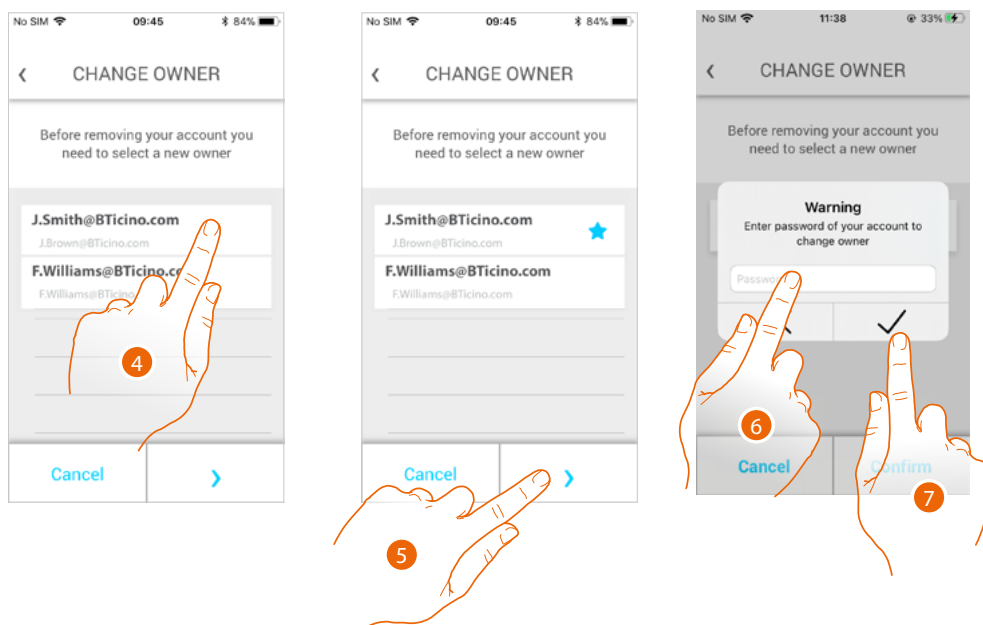 No SIM 09:45 84%
CHANGE OWNER
Before removing your account you
need to select a new owner
J.Smith@BTicino.com
J.Brown@BTicino.com
F.Williams@BTicino.co
F.Williams@BTicino
4
Cancel
No SIM 09:45 84%
CHANGE OWNER
Before removing your account you
need to select a new owner
J.Smith@BTicino.com
J.Brown@BTicino.com
F.Williams@BTicino.com
F.Williams@BTicino.com
Cancel
5
No SIM 11:38 33%
CHANGE OWNER
Before removing your account you
need to select a new owner
Warning
Enter password of your account to
change owner
Passwo
6
Cancel Confirm
7